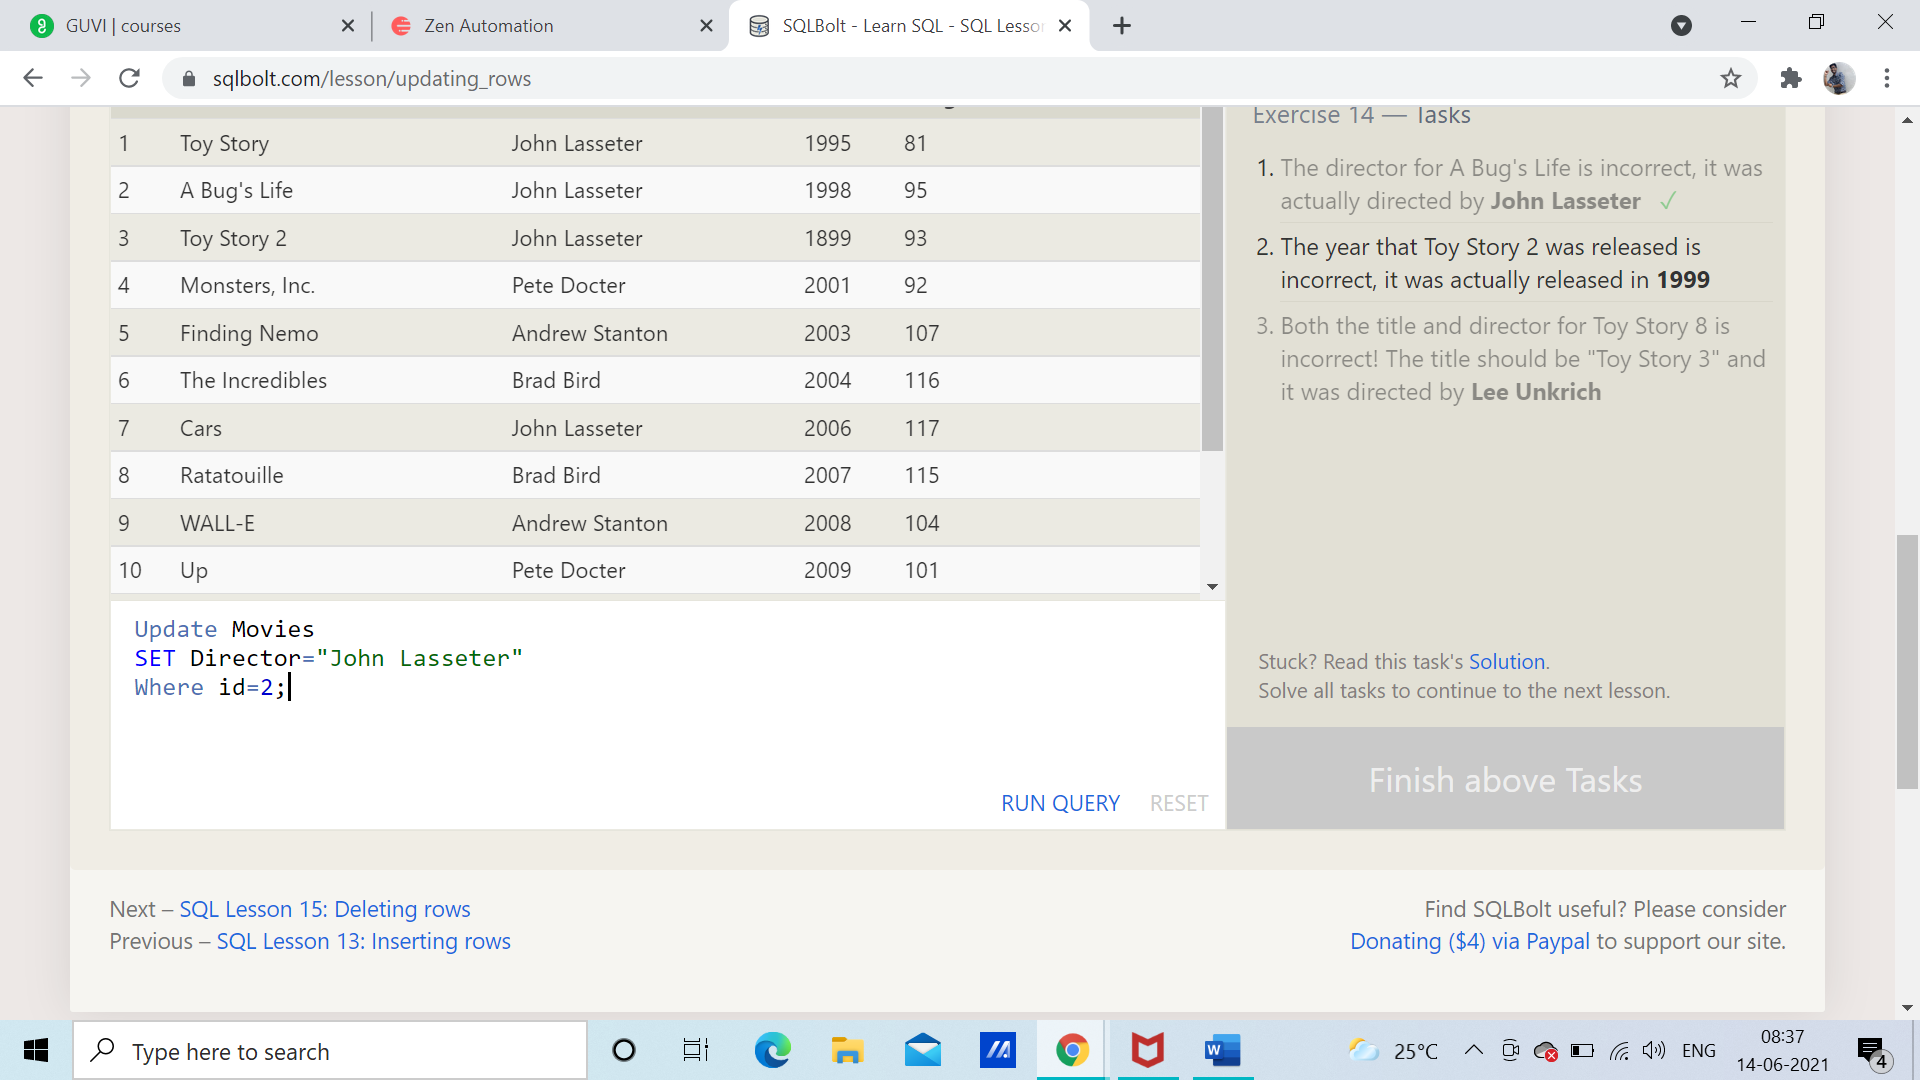 GUVI | courses
Zen Automation
SQLBolt - Learn SQL - SQL Lesson
sqlbolt.com/lesson/updating_rows
1 Toy Story John Lasseter 1995 81
2 A Bug's Life John Lasseter 1998 95
3 Toy Story 2 John Lasseter 1899 93
4 Monsters, Inc. Pete Docter 2001 92
5 Finding Nemo Andrew Stanton 2003 107
6 The Incredibles Brad Bird 2004 116
7 Cars John Lasseter 2006 117
8 Ratatouille Brad Bird 2007 115
9 WALL-E Andrew Stanton 2008 104
10 Up Pete Docter 2009 101
Update Movies
SET Director="John Lasseter"
Where id=2;
RUN QUERY RESET
Exercise 14 — Tasks
1. The director for A Bug's Life is incorrect, it was
actually directed by John Lasseter ✓
2. The year that Toy Story 2 was released is
incorrect, it was actually released in 1999
3. Both the title and director for Toy Story 8 is
incorrect! The title should be "Toy Story 3" and
it was directed by Lee Unkrich
Stuck? Read this task's Solution.
Solve all tasks to continue to the next lesson.
Finish above Tasks
Next – SQL Lesson 15: Deleting rows
Previous – SQL Lesson 13: Inserting rows
Find SQLBolt useful? Please consider
Donating ($4) via Paypal to support our site.
Type here to search
W
25°C
ENG
08:37
14-06-2021
4